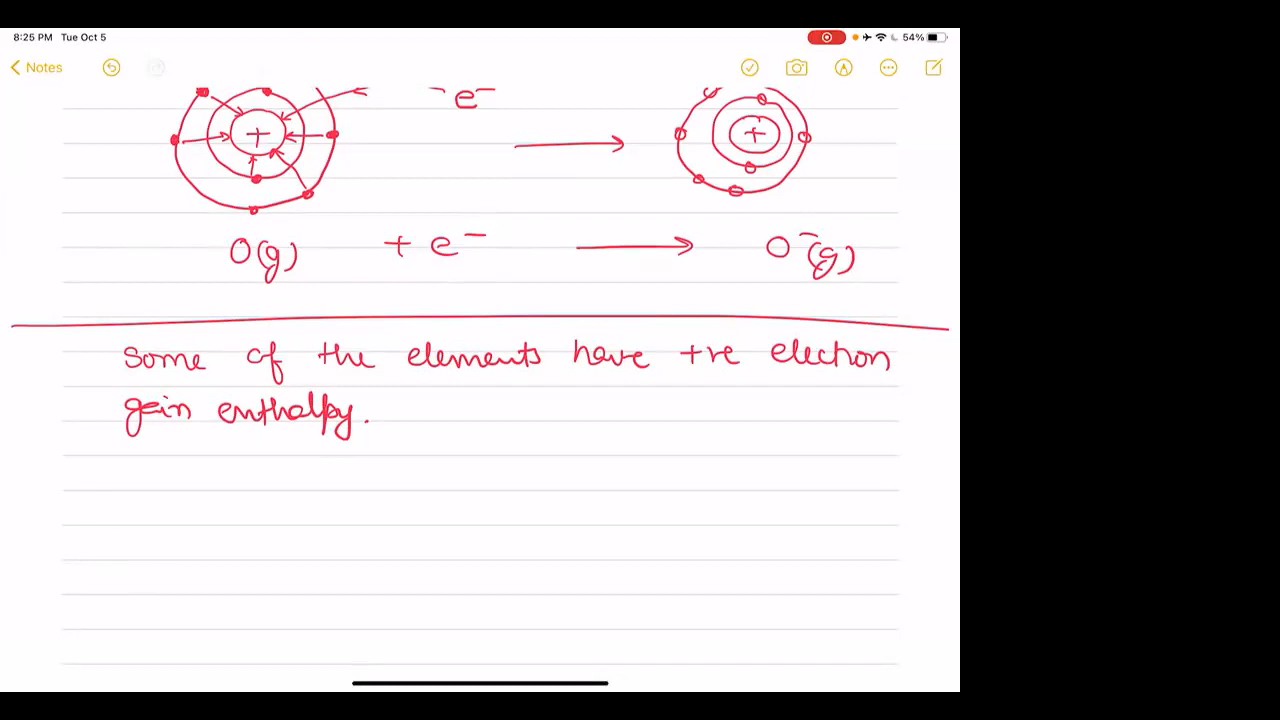 8:25 PM Tue Oct 5
54%
Notes
e⁻
+
+
O(g) + e⁻ → O⁻(g)
Some of the elements have +ve election
gain enthalpy.